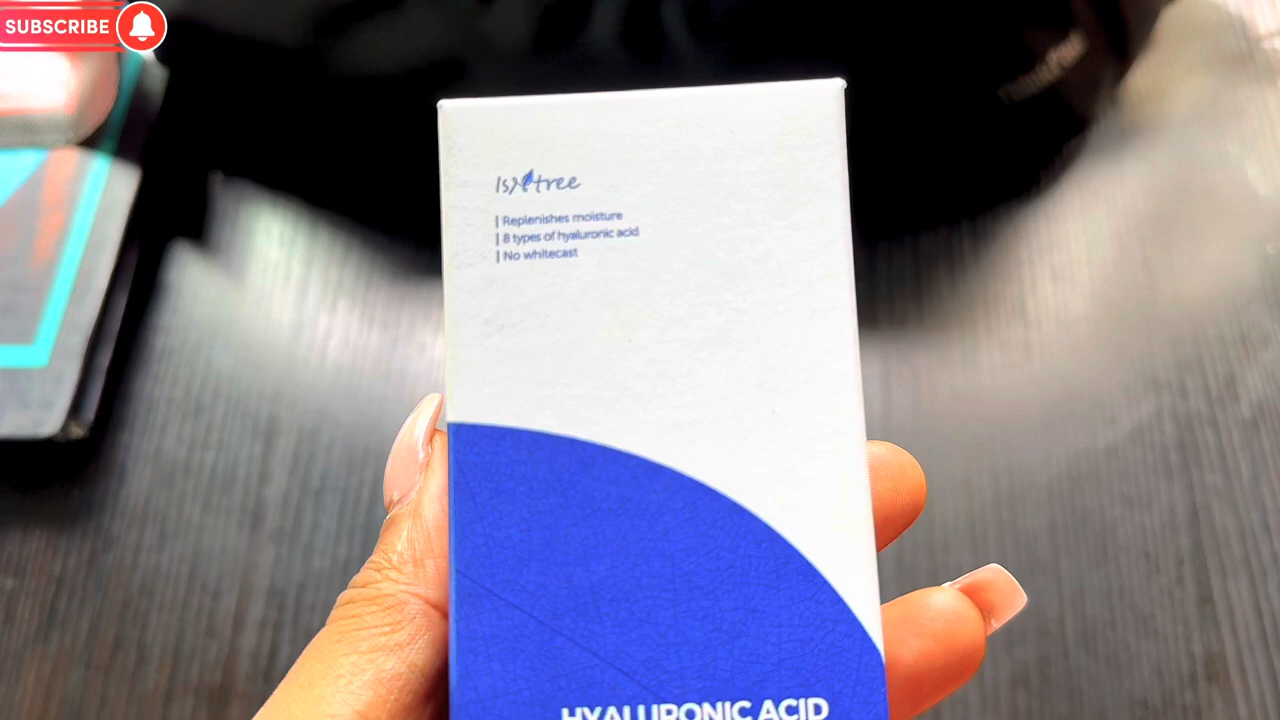 SUBSCRIBE
IsNtree
Replenishes moisture
8 types of hyaluronic acid
No whitecast
HYALURONIC ACID